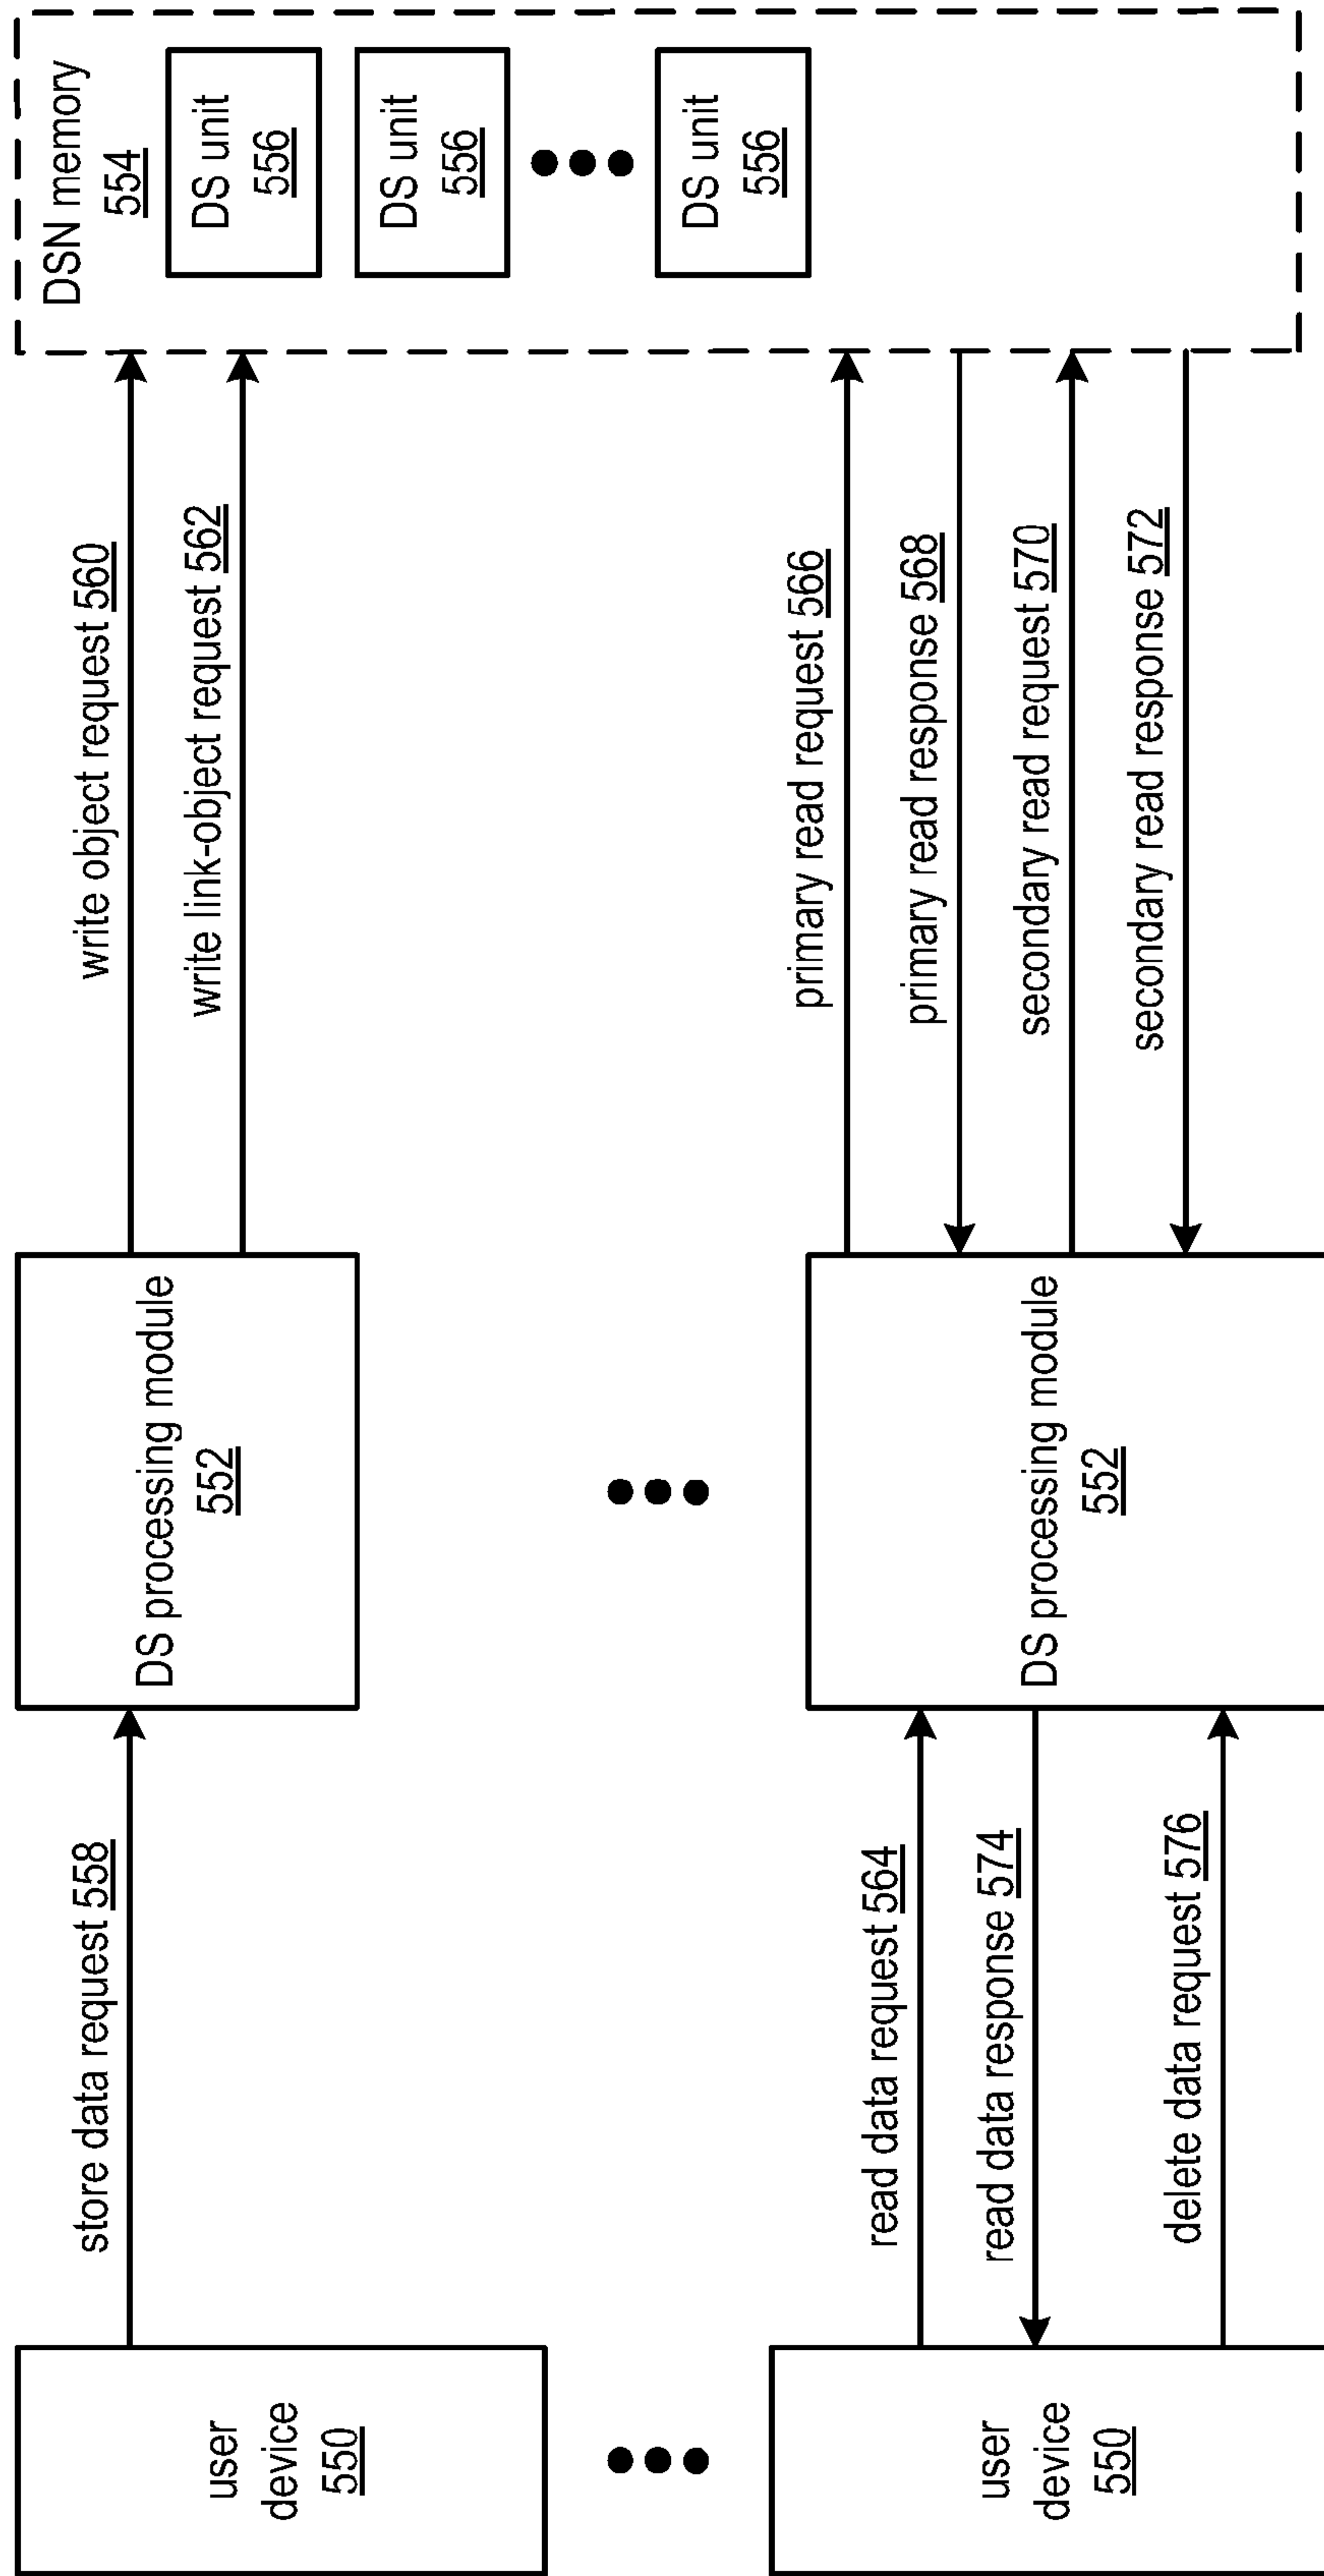 user
device
550
store data request 558
DS processing module
552
write object request 560
write link-object request 562
DSN memory
554
DS unit
556
DS unit
556
DS unit
556
user
device
550
read data request 564
read data response 574
delete data request 576
DS processing module
552
primary read request 566
primary read response 568
secondary read request 570
secondary read response 572